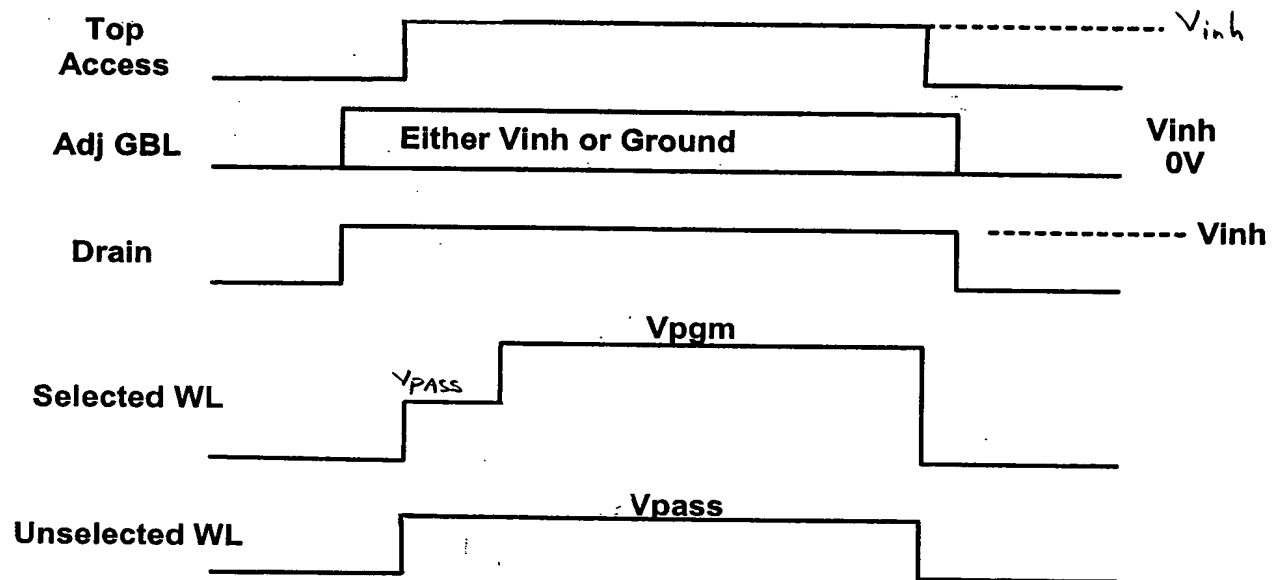 Top
Access
Vinh
Adj GBL
Either Vinh or Ground
Vinh
0V
Drain
Vinh
Vpgm
VPASS
Selected WL
Vpass
Unselected WL